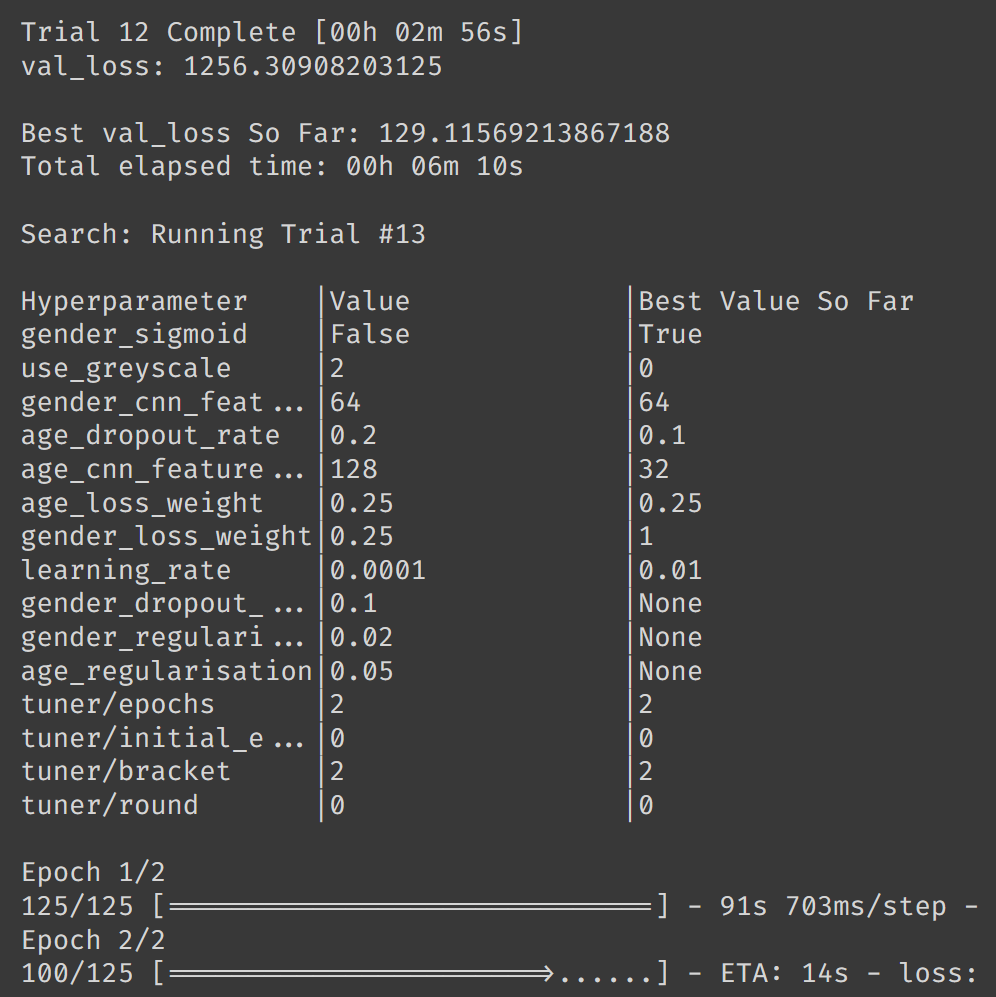 Trial 12 Complete [00h 02m 56s]
val_loss: 1256.30908203125

Best val_loss So Far: 129.11569213867188
Total elapsed time: 00h 06m 10s

Search: Running Trial #13

Hyperparameter    |Value             |Best Value So Far
gender_sigmoid    |False             |True
use_greyscale     |2                 |0
gender_cnn_feat...|64                |64
age_dropout_rate  |0.2               |0.1
age_cnn_feature...|128               |32
age_loss_weight   |0.25              |0.25
gender_loss_weight|0.25              |1
learning_rate     |0.0001            |0.01
gender_dropout_...|0.1               |None
gender_regulari...|0.02              |None
age_regularisation|0.05              |None
tuner/epochs      |2                 |2
tuner/initial_e...|0                 |0
tuner/bracket     |2                 |2
tuner/round       |0                 |0

Epoch 1/2
125/125 [==============================] - 91s 703ms/step -
Epoch 2/2
100/125 [=======================>......] - ETA: 14s - loss: